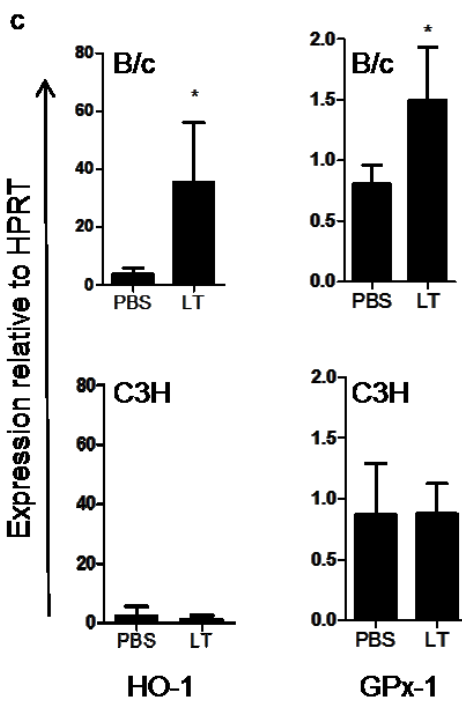 c
Expression relative to HPRT
B/c
80
60
40
20
0
*
PBS LT
B/c
2.0
1.5
1.0
0.5
0.0
*
PBS LT
C3H
80
60
40
20
0
PBS LT
HO-1
C3H
2.0
1.5
1.0
0.5
0.0
PBS LT
GPx-1